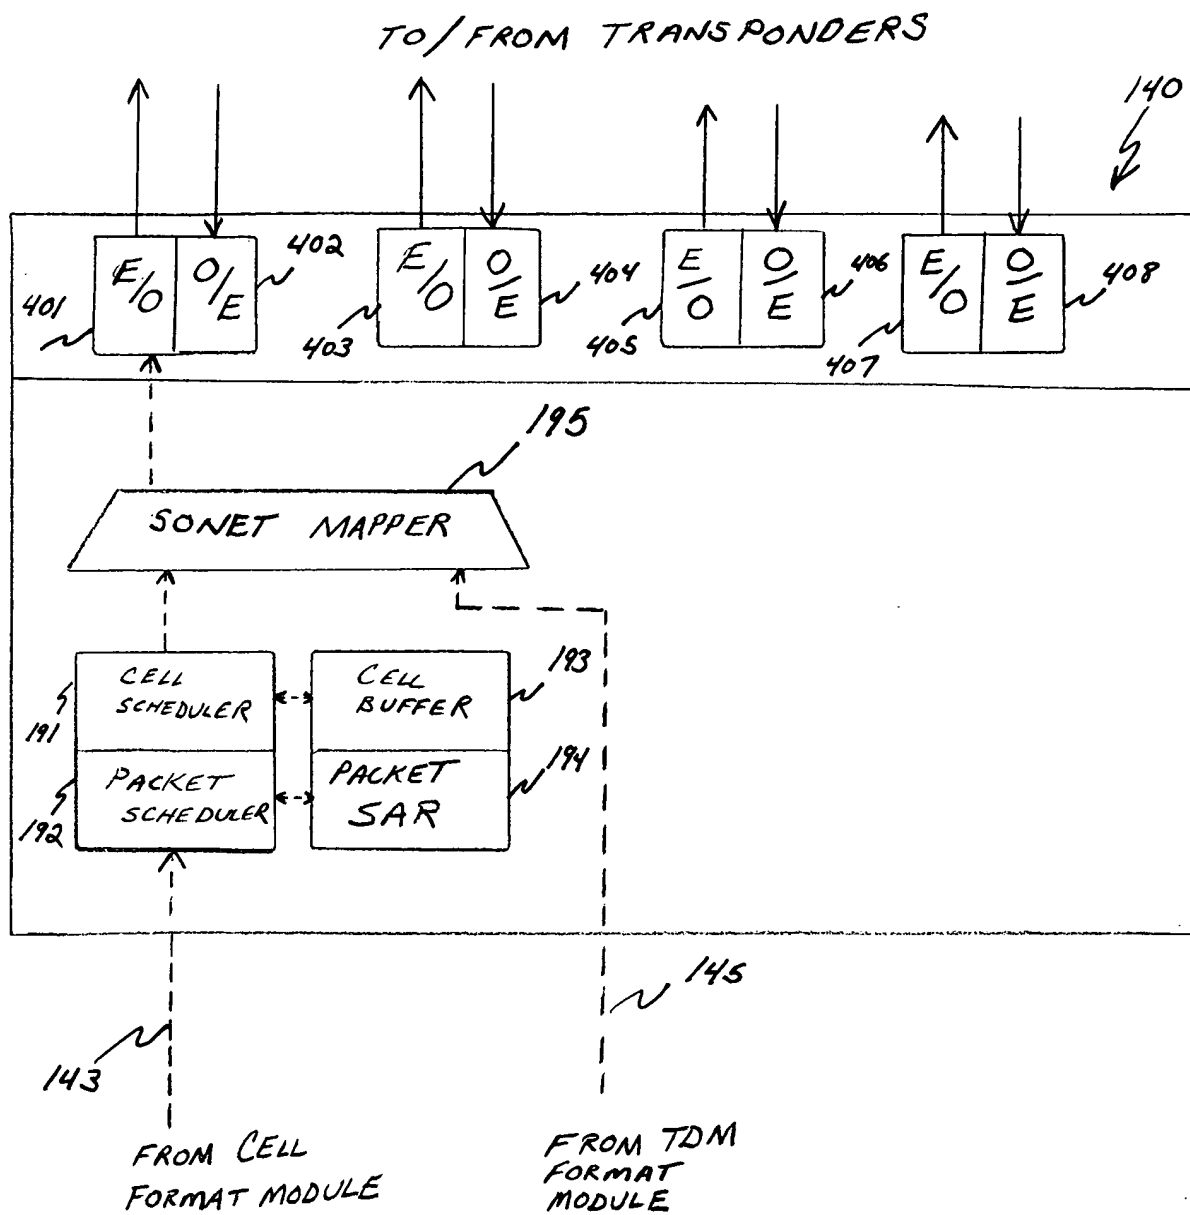 TO/FROM TRANSPONDERS
140
E/O O/E 402
401
E/O O/E 404
403
E/O O/E 406
405
E/O O/E 408
407
195
SONET MAPPER
CELL
SCHEDULER
191
CELL
BUFFER
193
PACKET
SCHEDULER
192
PACKET
SAR
194
145
143
FROM CELL
FORMAT MODULE
FROM TDM
FORMAT
MODULE